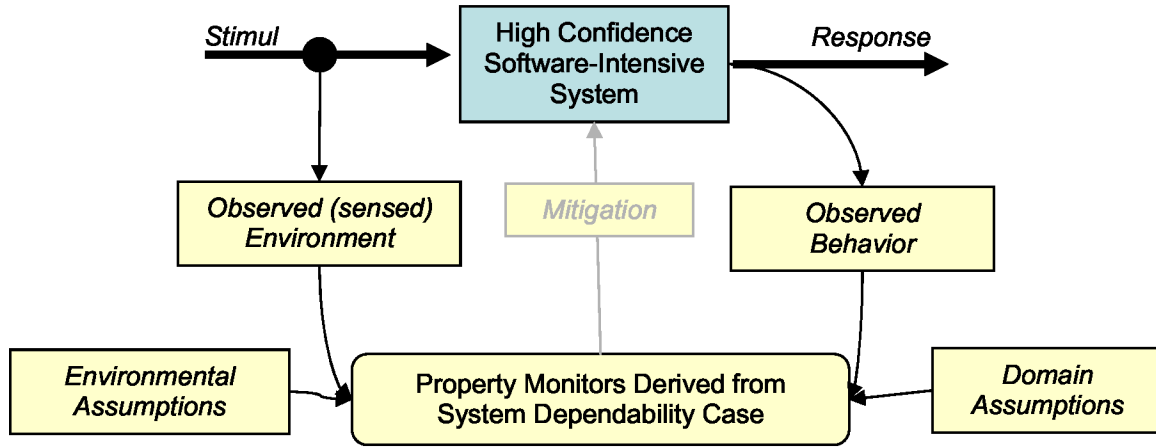 Stimul
High Confidence
Software-Intensive
System
Response
Observed (sensed)
Environment
Mitigation
Observed
Behavior
Environmental
Assumptions
Property Monitors Derived from
System Dependability Case
Domain
Assumptions